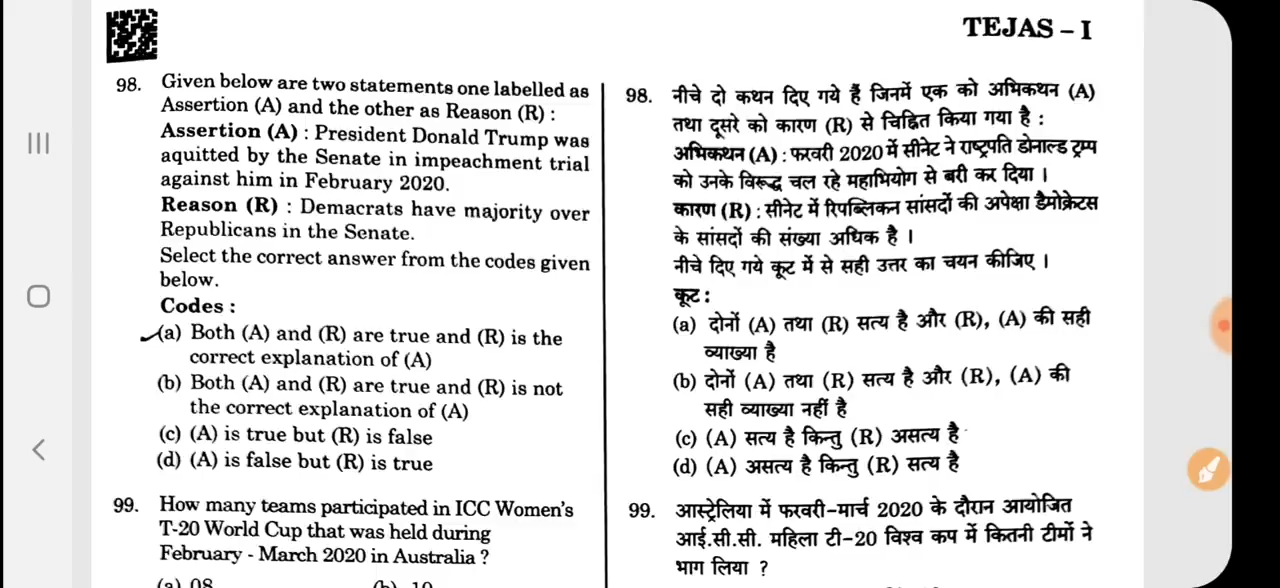 TEJAS – I
98. Given below are two statements one labelled as
Assertion (A) and the other as Reason (R) :
Assertion (A) : President Donald Trump was
aquitted by the Senate in impeachment trial
against him in February 2020.
Reason (R) : Demacrats have majority over
Republicans in the Senate.
Select the correct answer from the codes given
below.
Codes :
(a) Both (A) and (R) are true and (R) is the
correct explanation of (A)
(b) Both (A) and (R) are true and (R) is not
the correct explanation of (A)
(c) (A) is true but (R) is false
(d) (A) is false but (R) is true
99. How many teams participated in ICC Women's
T-20 World Cup that was held during
February - March 2020 in Australia ?
(a) 08 (b) 10
98. नीचे दो कथन दिए गये हैं जिनमें एक को अभिकथन (A)
तथा दूसरे को कारण (R) से चिह्नित किया गया है :
अभिकथन (A) : फरवरी 2020 में सीनेट ने राष्ट्रपति डोनाल्ड ट्रम्प
को उनके विरूद्ध चल रहे महाभियोग से बरी कर दिया ।
कारण (R) : सीनेट में रिपब्लिकन सांसदों की अपेक्षा डैमोक्रेटस
के सांसदों की संख्या अधिक है ।
नीचे दिए गये कूट में से सही उत्तर का चयन कीजिए ।
कूट :
(a) दोनों (A) तथा (R) सत्य है और (R), (A) की सही
व्याख्या है
(b) दोनों (A) तथा (R) सत्य है और (R), (A) की
सही व्याख्या नहीं है
(c) (A) सत्य है किन्तु (R) असत्य है
(d) (A) असत्य है किन्तु (R) सत्य है
99. आस्ट्रेलिया में फरवरी-मार्च 2020 के दौरान आयोजित
आई.सी.सी. महिला टी-20 विश्व कप में कितनी टीमों ने
भाग लिया ?